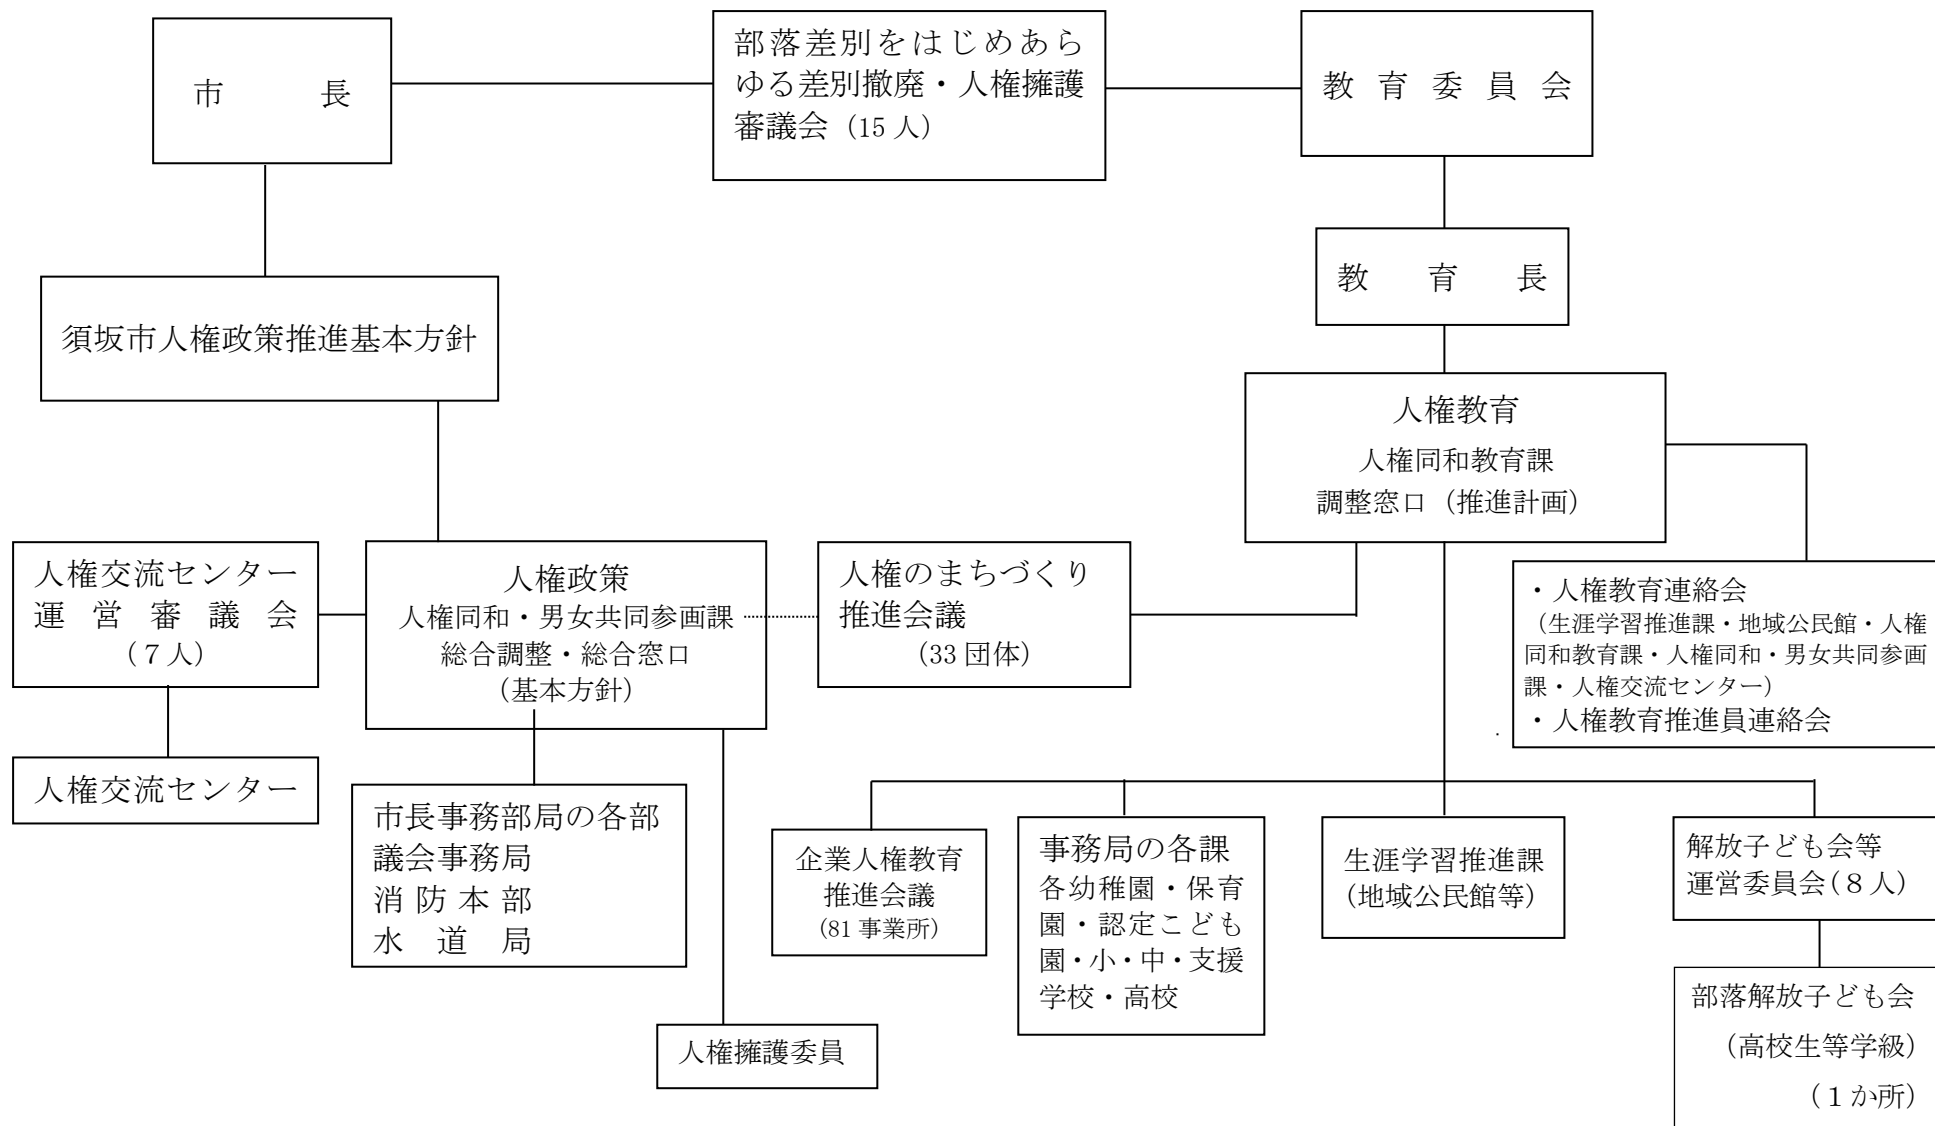 市長
部落差別をはじめあら
ゆる差別撤廃・人権擁護
審議会（15 人）
教育委員会
教育長
須坂市人権政策推進基本方針
人権教育
人権同和教育課
調整窓口（推進計画）
人権交流センター
運営審議会
（７人）
人権政策
人権同和・男女共同参画課
総合調整・総合窓口
（基本方針）
人権のまちづくり
推進会議
（33 団体）
・人権教育連絡会
（生涯学習推進課・地域公民館・人権
同和教育課・人権同和・男女共同参画
課・人権交流センター）
・人権教育推進員連絡会
人権交流センター
市長事務部局の各部
議会事務局
消防本部
水道局
企業人権教育
推進会議
（81 事業所）
事務局の各課
各幼稚園・保育
園・認定こども
園・小・中・支援
学校・高校
生涯学習推進課
（地域公民館等）
解放子ども会等
運営委員会（８人）
人権擁護委員
部落解放子ども会
（高校生等学級）
（１か所）